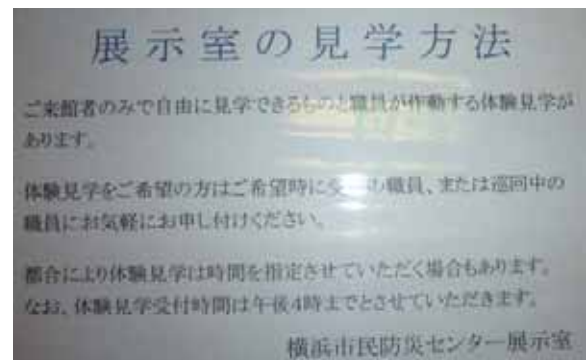 展示室の見学方法
ご来館者のみで自由に見学できるものと職員が作動する体験見学が
あります。
体験見学をご希望の方はご希望時に受の職員、または巡回中の
職員にお気軽にお申し付けください。
都合により体験見学は時間を指定させていただく場合もあります。
なお、体験見学受付時間は午後4時までとさせていただきます。
横浜市民防災センター展示室